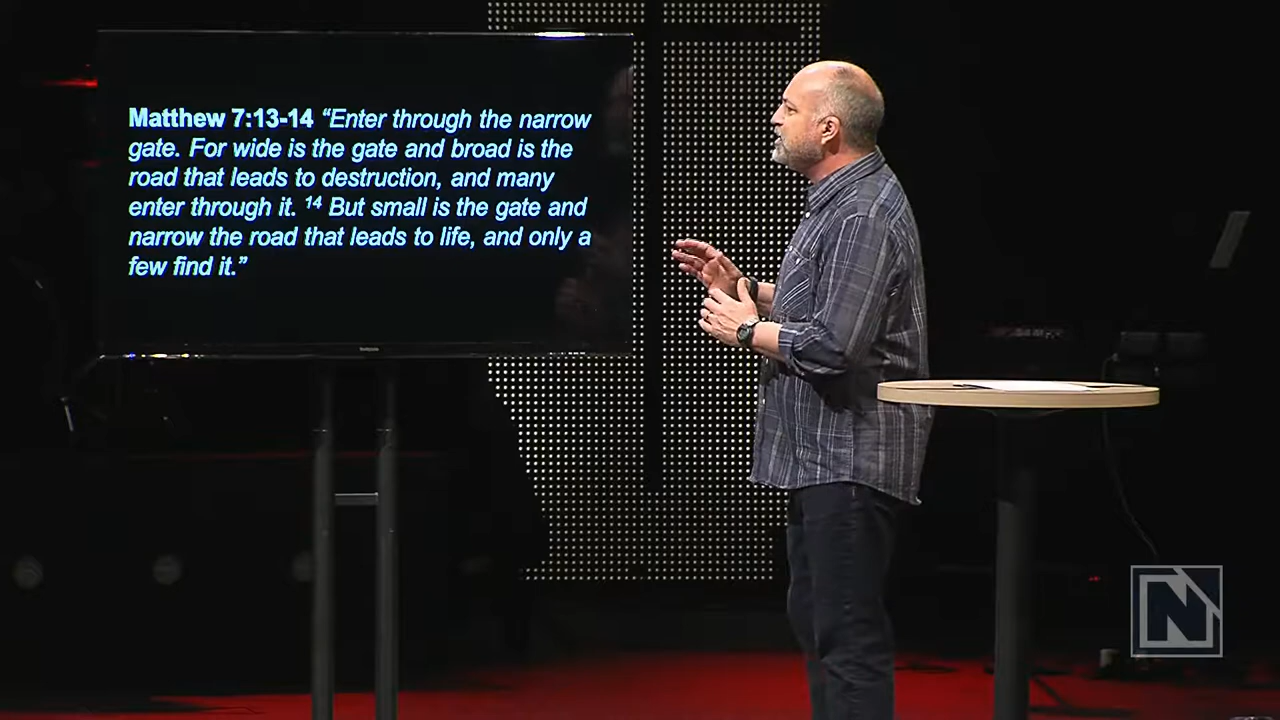 Matthew 7:13-14 “Enter through the narrow
gate. For wide is the gate and broad is the
road that leads to destruction, and many
enter through it. ¹⁴ But small is the gate and
narrow the road that leads to life, and only a
few find it.”
N